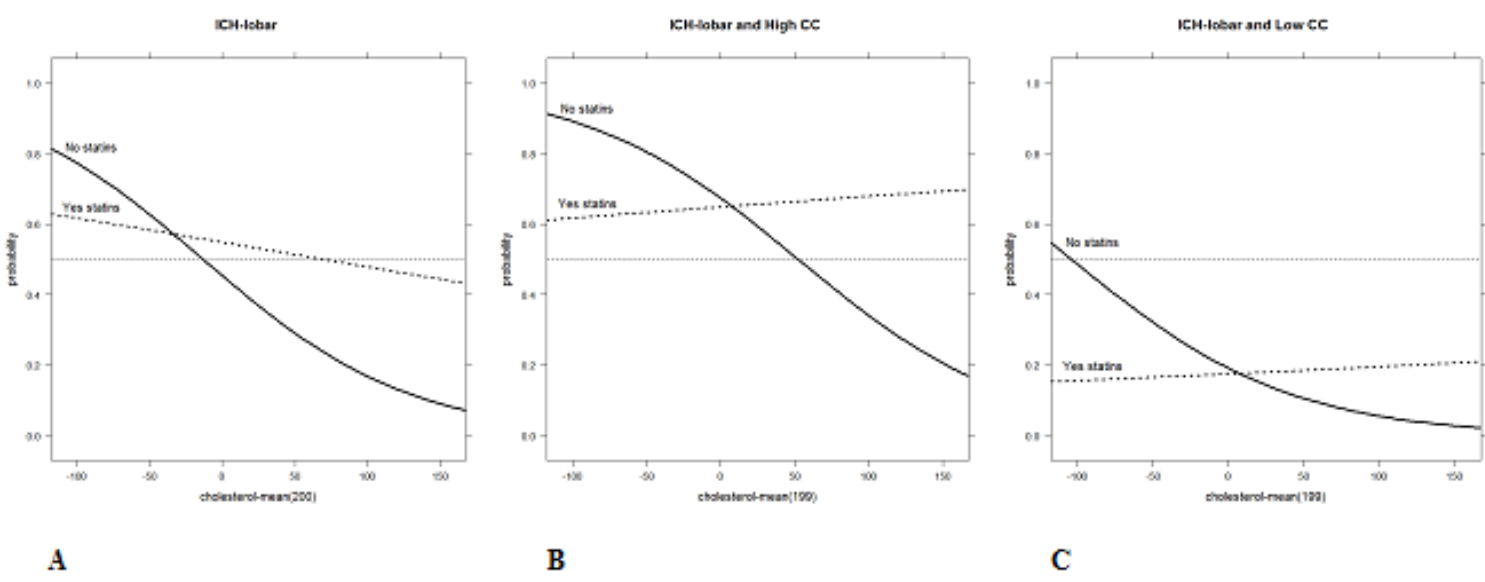 ICH-lobar
1.0
0.8
0.6
0.4
0.2
0.0
probability
No statins
Yes statins
-100 -50 0 50 100 150
cholesterol-mean(200)
A
ICH-lobar and High CC
1.0
0.8
0.6
0.4
0.2
0.0
probability
No statins
Yes statins
-100 -50 0 50 100 150
cholesterol-mean(199)
B
ICH-lobar and Low CC
1.0
0.8
0.6
0.4
0.2
0.0
probability
No statins
Yes statins
-100 -50 0 50 100 150
cholesterol-mean(199)
C